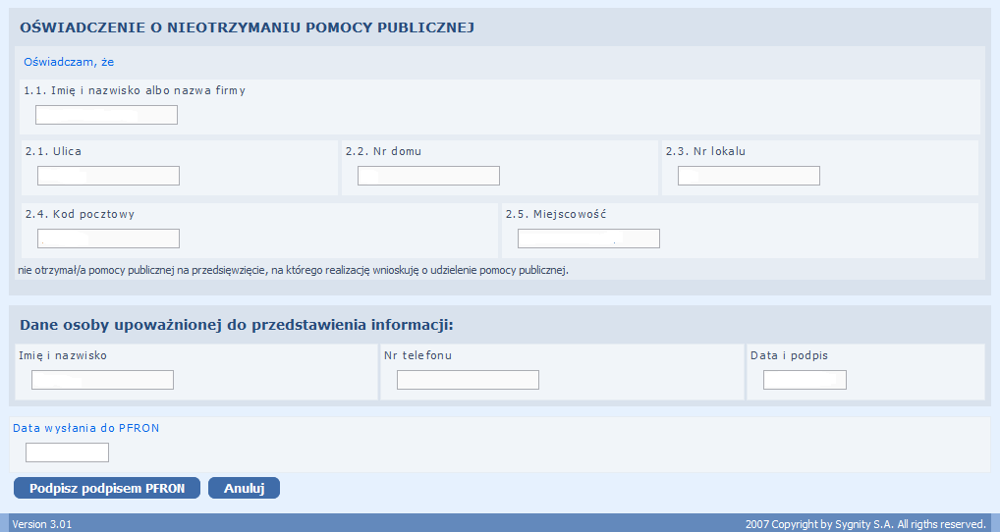 OŚWIADCZENIE O NIEOTRZYMANIU POMOCY PUBLICZNEJ
Oświadczam, że
1.1. Imię i nazwisko albo nazwa firmy
2.1. Ulica 2.2. Nr domu 2.3. Nr lokalu
2.4. Kod pocztowy 2.5. Miejscowość
nie otrzymał/a pomocy publicznej na przedsięwzięcie, na którego realizację wnioskuję o udzielenie pomocy publicznej.
Dane osoby upoważnionej do przedstawienia informacji:
Imię i nazwisko Nr telefonu Data i podpis
Data wysłania do PFRON
Podpisz podpisem PFRON Anuluj
Version 3.01 2007 Copyright by Sygnity S.A. All rigths reserved.